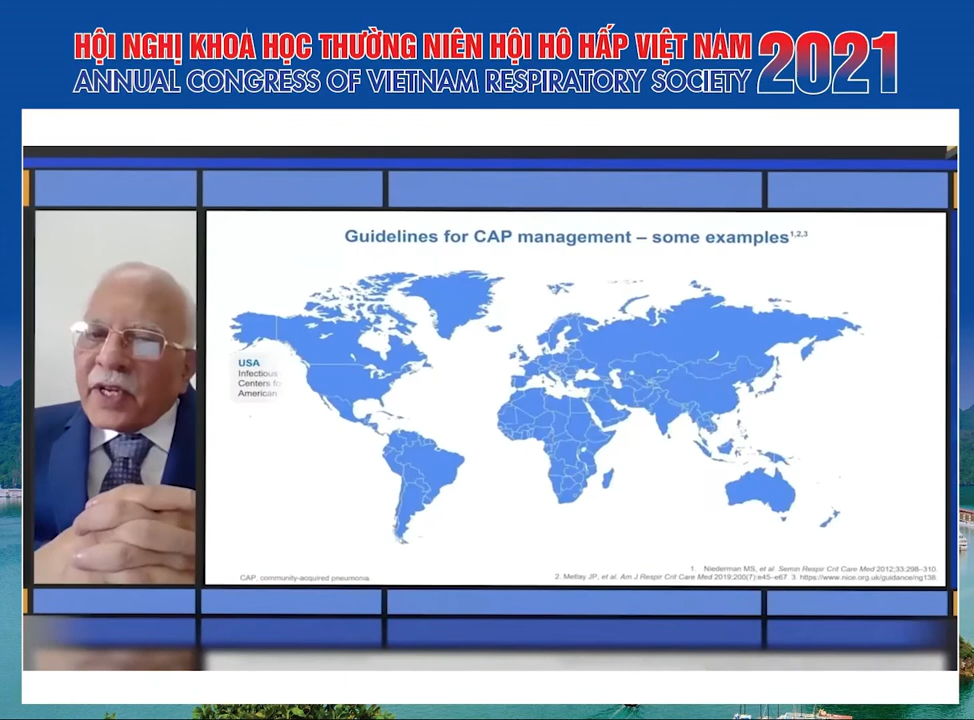 HỘI NGHỊ KHOA HỌC THƯỜNG NIÊN HỘI HÔ HẤP VIỆT NAM 2021
ANNUAL CONGRESS OF VIETNAM RESPIRATORY SOCIETY
Guidelines for CAP management – some examples1,2,3
USA
Infectious
Centers fo
American
CAP, community-acquired pneumonia
1. Niederman MS, et al Semin Respir Crit Care Med 2012;33:298–310.
2. Metlay JP, et al. Am J Respir Crit Care Med 2019;200(7):e45–e67 3 https://www.nice.org.uk/guidance/ng138